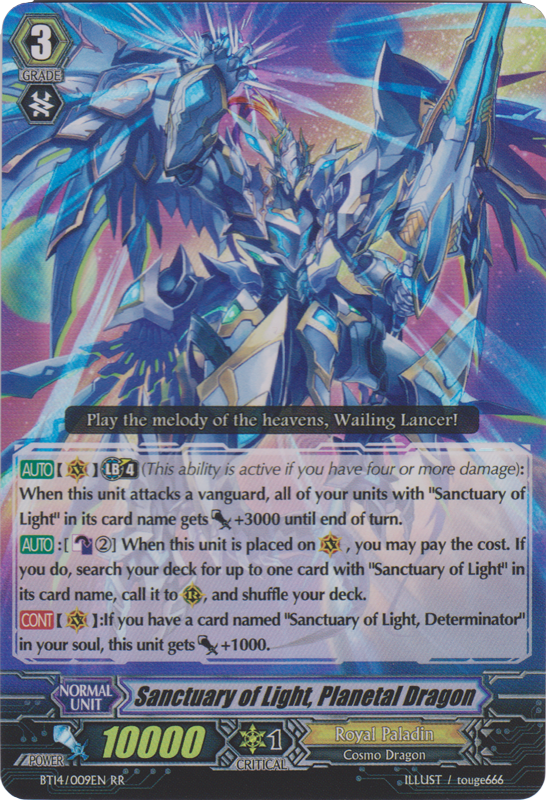 3
GRADE
Play the melody of the heavens, Wailing Lancer!
AUTO【 】LB 4 (This ability is active if you have four or more damage):
When this unit attacks a vanguard, all of your units with "Sanctuary of
Light" in its card name gets +3000 until end of turn.
AUTO :[ ②] When this unit is placed on , you may pay the cost. If
you do, search your deck for up to one card with "Sanctuary of Light" in
its card name, call it to R, and shuffle your deck.
CONT【 】:If you have a card named "Sanctuary of Light, Determinator"
in your soul, this unit gets +1000.
NORMAL
UNIT
Sanctuary of Light, Planetal Dragon
POWER
10000
1
CRITICAL
Royal Paladin
Cosmo Dragon
BT14/009EN RR
ILLUST / touge666